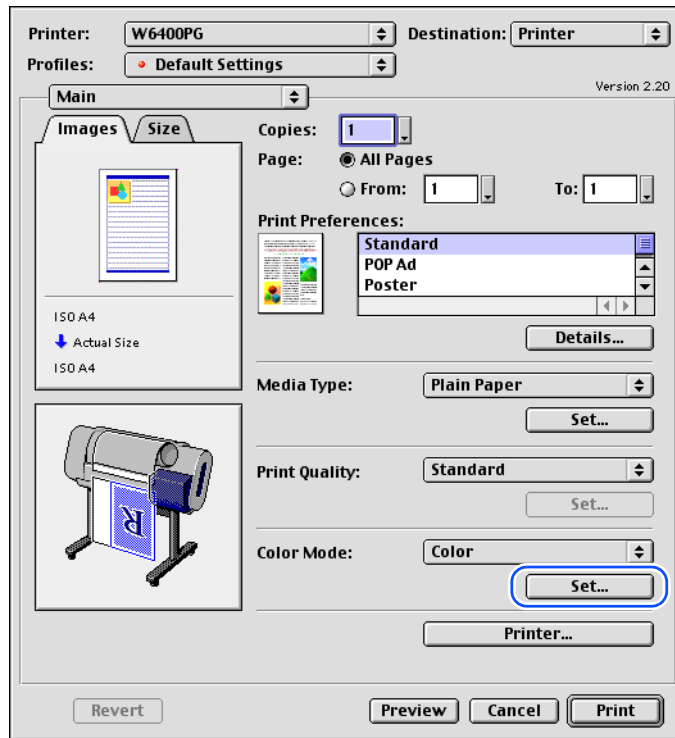 Printer: W6400PG Destination: Printer
Profiles: Default Settings
Version 2.20
Main
Images Size
Copies: 1
Page: All Pages
From: 1 To: 1
Print Preferences:
Standard
POP Ad
Poster
ISO A4
Actual Size
ISO A4
Details...
Media Type: Plain Paper
Set...
Print Quality: Standard
Set...
R
Color Mode: Color
Set...
Printer...
Revert Preview Cancel Print